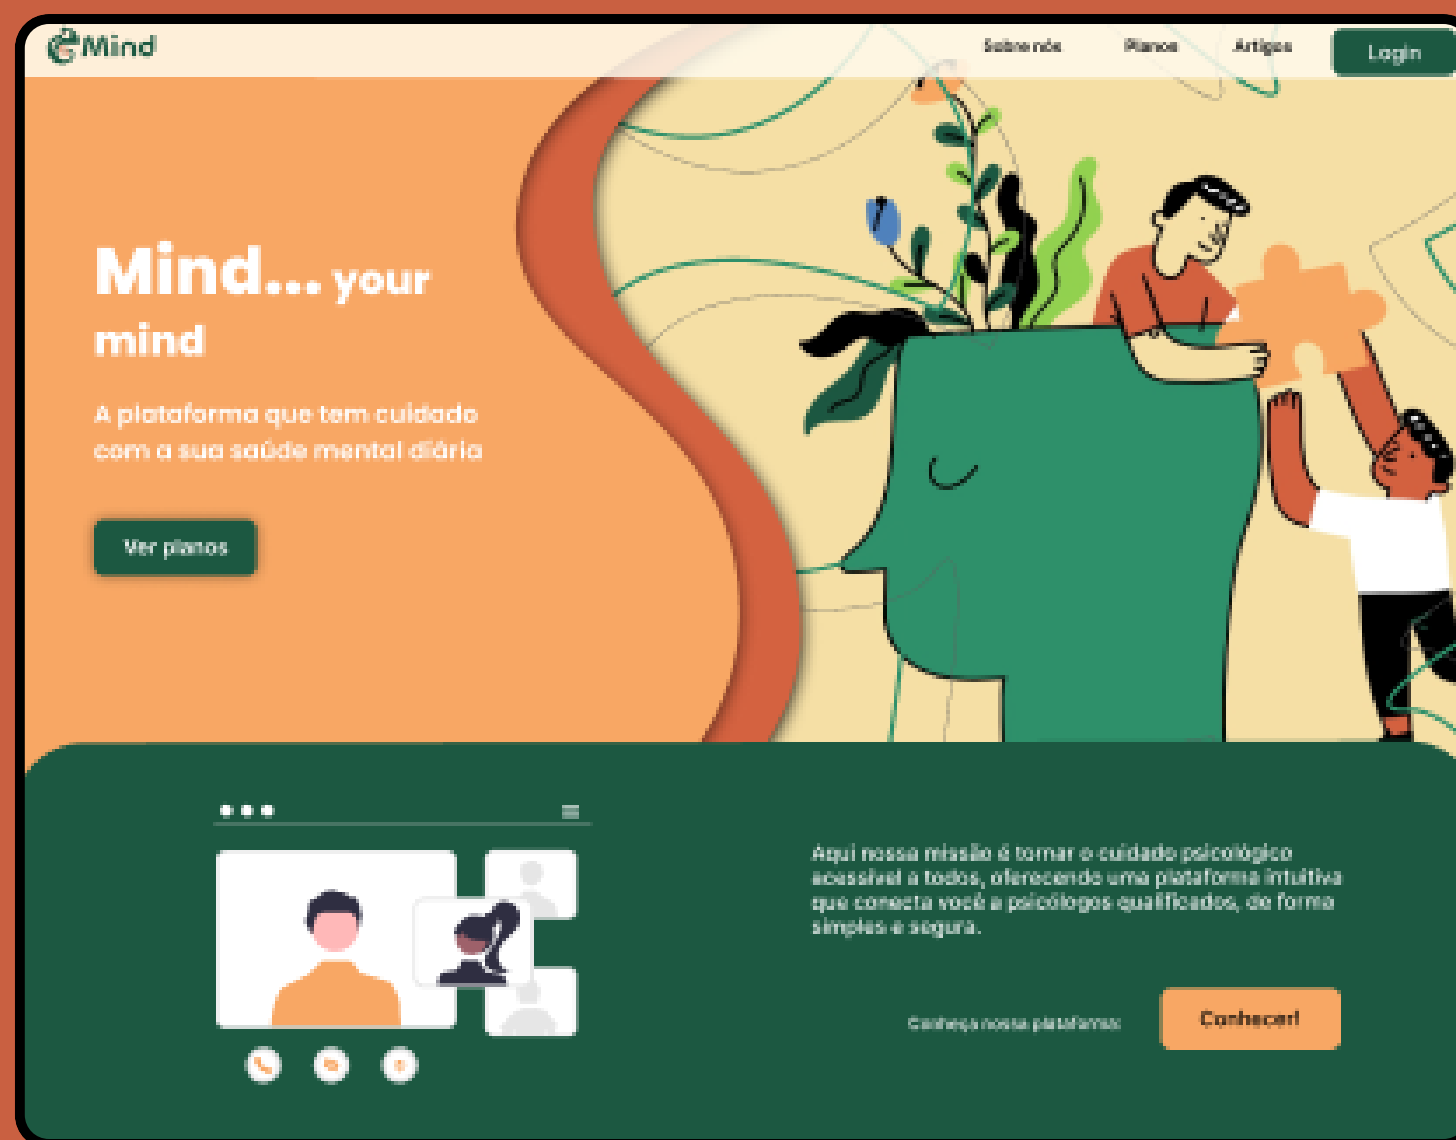 Mind
Sobre nós
Planos
Artigos
Login
Mind... your
mind
A plataforma que tem cuidado
com a sua saúde mental diária
Ver planos
Aqui nossa missão é tornar o cuidado psicológico
acessível a todos, oferecendo uma plataforma intuitiva
que conecta você a psicólogos qualificados, de forma
simples e segura.
Conheça nossa plataforma:
Conhecer!